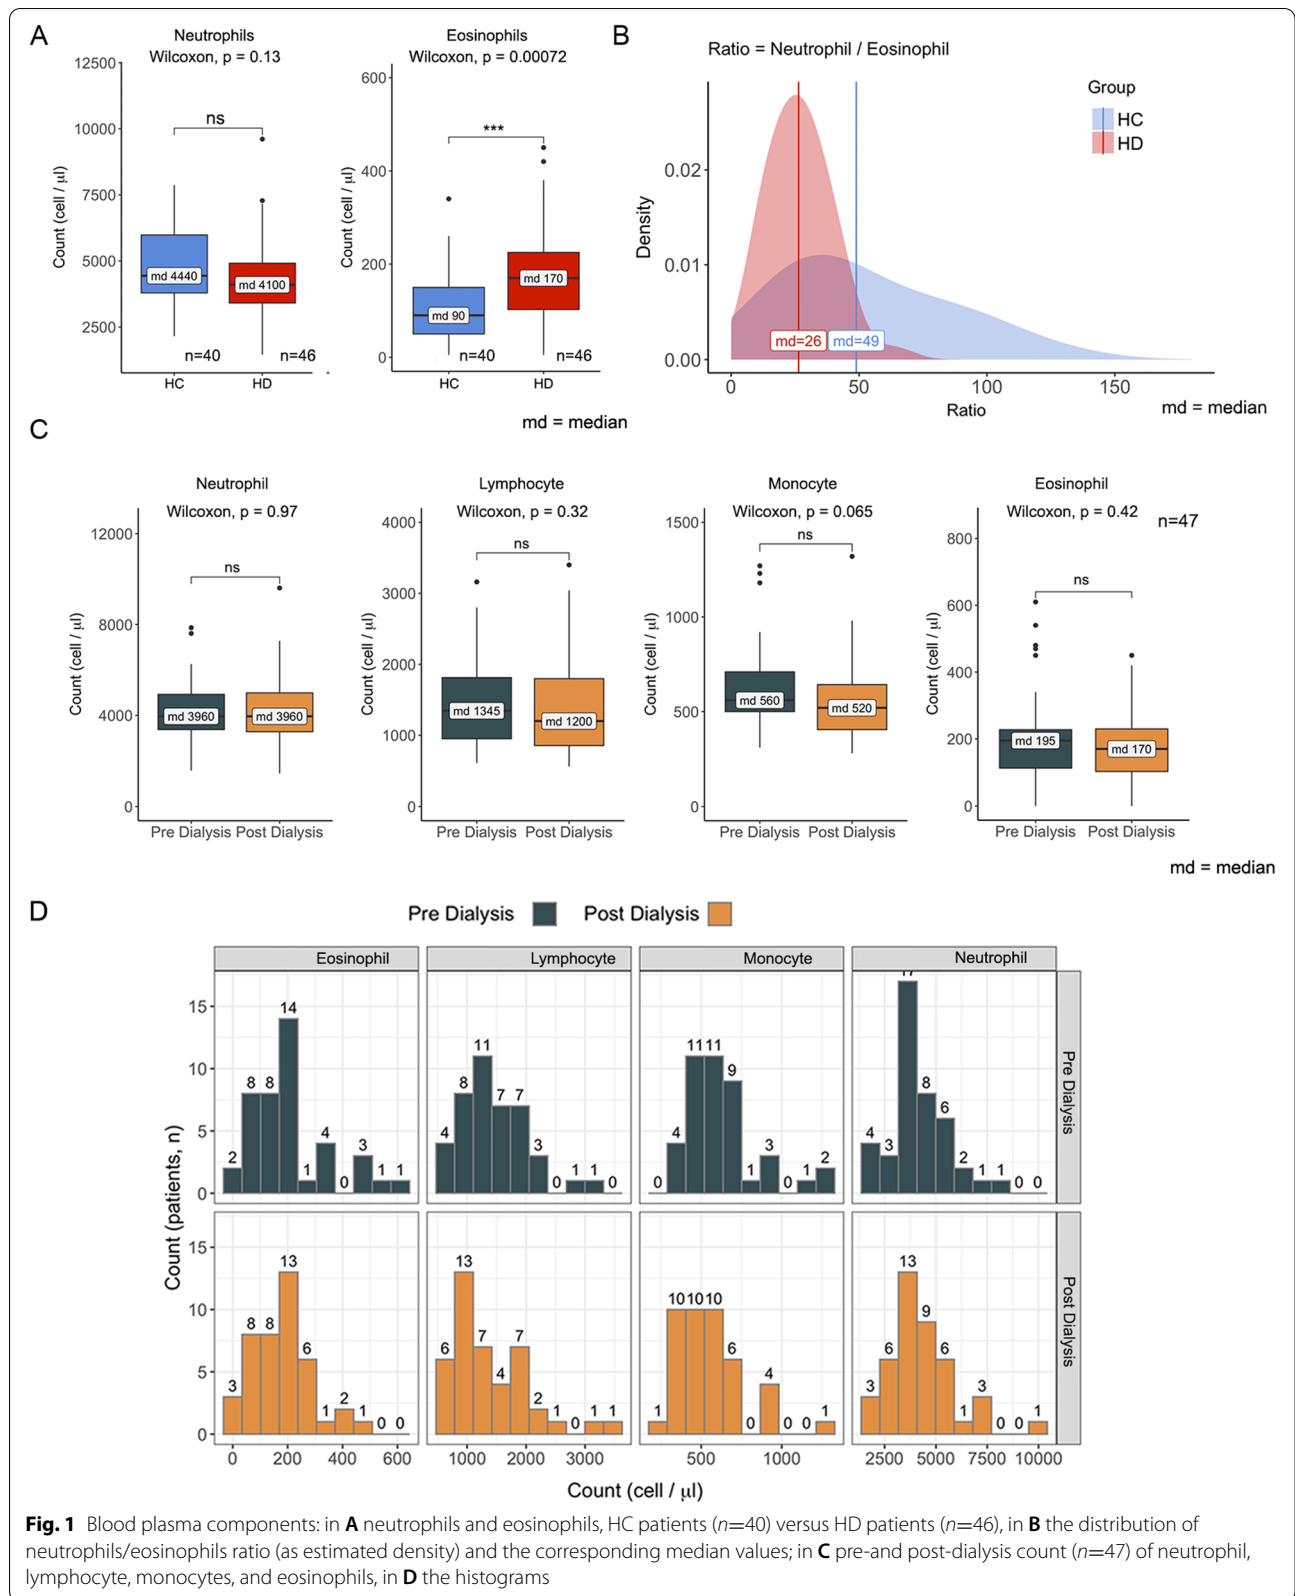 A
Neutrophils
Wilcoxon, p = 0.13
12500
10000
7500
5000
2500
Count (cell / μl)
ns
md 4440
md 4100
n=40
n=46
HC
HD
Eosinophils
Wilcoxon, p = 0.00072
600
400
200
0
Count (cell / μl)
***
md 90
md 170
n=40
n=46
HC
HD
md = median
B
Ratio = Neutrophil / Eosinophil
Group
HC
HD
0.02
0.01
0.00
Density
md=26
md=49
0
50
100
150
Ratio
md = median
C
Neutrophil
Wilcoxon, p = 0.97
12000
8000
4000
0
Count (cell / μl)
ns
md 3960
md 3960
Pre Dialysis
Post Dialysis
Lymphocyte
Wilcoxon, p = 0.32
4000
3000
2000
1000
0
Count (cell / μl)
ns
md 1345
md 1200
Pre Dialysis
Post Dialysis
Monocyte
Wilcoxon, p = 0.065
1500
1000
500
0
Count (cell / μl)
ns
md 560
md 520
Pre Dialysis
Post Dialysis
Eosinophil
Wilcoxon, p = 0.42
n=47
800
600
400
200
0
Count (cell / μl)
ns
md 195
md 170
Pre Dialysis
Post Dialysis
md = median
D
Pre Dialysis
Post Dialysis
Eosinophil
Lymphocyte
Monocyte
Neutrophil
Count (patients, n)
15
10
5
0
2 8 8 14 1 4 0 3 1 1
4 8 11 7 7 3 0 1 1 0
0 4 11 11 9 1 3 0 1 2
4 3 17 8 6 2 1 1 0 0
Pre Dialysis
15
10
5
0
3 8 8 13 6 1 2 1 0 0
6 13 7 4 7 2 1 0 1 1
1 10 10 10 6 0 4 0 0 1
3 6 13 9 6 1 3 0 0 1
Post Dialysis
0 200 400 600
1000 2000 3000
500 1000
2500 5000 7500 10000
Count (cell / μl)
Fig. 1 Blood plasma components: in A neutrophils and eosinophils, HC patients (n=40) versus HD patients (n=46), in B the distribution of
neutrophils/eosinophils ratio (as estimated density) and the corresponding median values; in C pre-and post-dialysis count (n=47) of neutrophil,
lymphocyte, monocytes, and eosinophils, in D the histograms